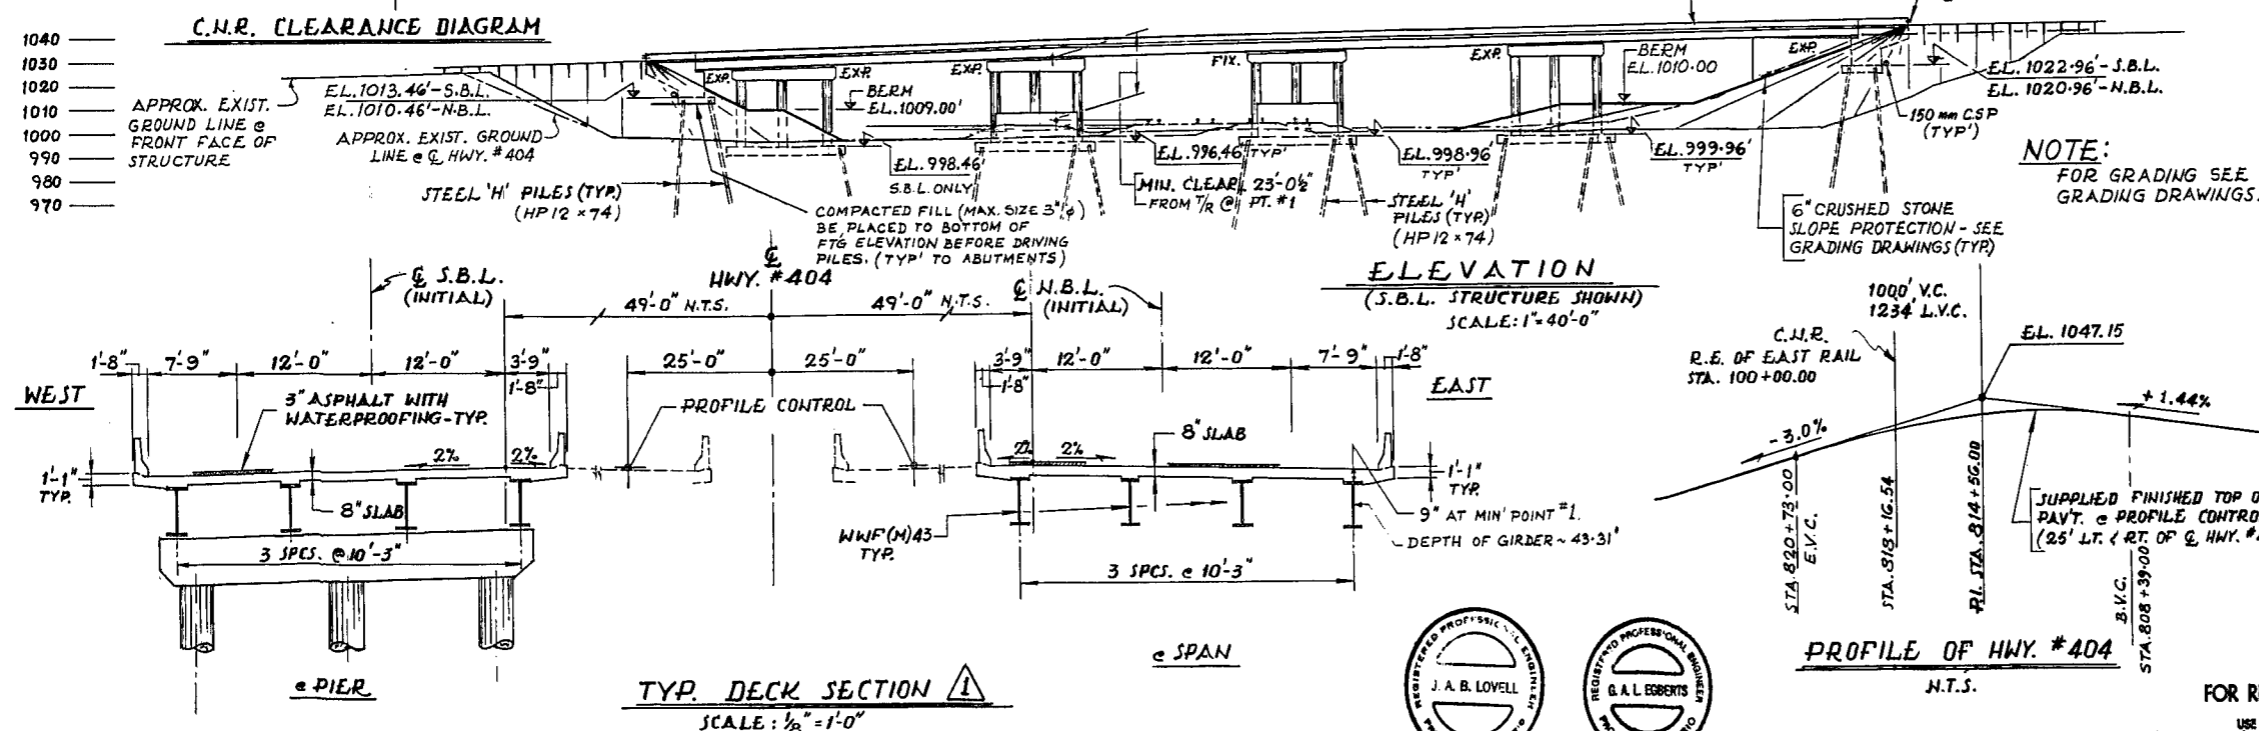 C.N.R. CLEARANCE DIAGRAM
1040
1030
1020
1010
1000
990
980
970
APPROX. EXIST.
GROUND LINE @
FRONT FACE OF
STRUCTURE
EL. 1013.46'-S.B.L.
EL. 1010.46'-N.B.L.
APPROX. EXIST. GROUND
LINE @ ℄ HWY. #404
STEEL 'H' PILES (TYP.)
(HP 12 x 74)
EXP.
EXP.
BERM
EL. 1009.00'
EL. 998.46'
S.B.L. ONLY
COMPACTED FILL (MAX. SIZE 3"⌀)
BE PLACED TO BOTTOM OF
FTG ELEVATION BEFORE DRIVING
PILES. (TYP' TO ABUTMENTS)
EXP.
EL. 996.46' TYP'
MIN. CLEAR. 23'-0½"
FROM T/R @ PT. #1
FIX.
STEEL 'H'
PILES (TYP.)
(HP 12 x 74)
EL. 998.96'
TYP'
EXP.
BERM
EL. 1010.00
EL. 999.96'
TYP'
EXP.
EL. 1022.96'-S.B.L.
EL. 1020.96'-N.B.L.
150 mm C.S.P
(TYP')
6" CRUSHED STONE
SLOPE PROTECTION - SEE
GRADING DRAWINGS (TYP.)
NOTE:
FOR GRADING SEE
GRADING DRAWINGS.
ELEVATION
(S.B.L. STRUCTURE SHOWN)
SCALE: 1"=40'-0"
℄ S.B.L.
(INITIAL)
℄
HWY. #404
℄ N.B.L.
(INITIAL)
49'-0" N.T.S.
49'-0" N.T.S.
1'-8"
7'-9"
12'-0"
12'-0"
3'-9"
1'-8"
25'-0"
25'-0"
3'-9"
1'-8"
12'-0"
12'-0"
7'-9"
1'-8"
WEST
EAST
3" ASPHALT WITH
WATERPROOFING-TYP.
PROFILE CONTROL
2%
2%
2%
2%
8" SLAB
1'-1"
TYP.
8" SLAB
1'-1"
TYP.
3 SPCS. @ 10'-3"
WWF(M)43
TYP.
9" AT MIN' POINT #1.
DEPTH OF GIRDER ~ 43.31'
3 SPCS. @ 10'-3"
@ PIER
@ SPAN
TYP. DECK SECTION 1
SCALE: 1/8" = 1'-0"
REGISTERED PROFESSIONAL ENGINEER
J. A. B. LOVELL
REGISTERED PROFESSIONAL ENGINEER
G. A. L. EGBERTS
1000' V.C.
1234' L.V.C.
C.N.R.
R.E. OF EAST RAIL
STA. 100+00.00
EL. 1047.15
-3.0%
+1.44%
STA. 820+73.00
E.V.C.
STA. 818+16.54
P.I. STA. 814+56.00
B.V.C.
STA. 808+39.00
SUPPLIED FINISHED TOP O
PAV'T. @ PROFILE CONTRO
(25' LT. & RT. OF ℄ HWY. #
PROFILE OF HWY. #404
N.T.S.
FOR R
USE